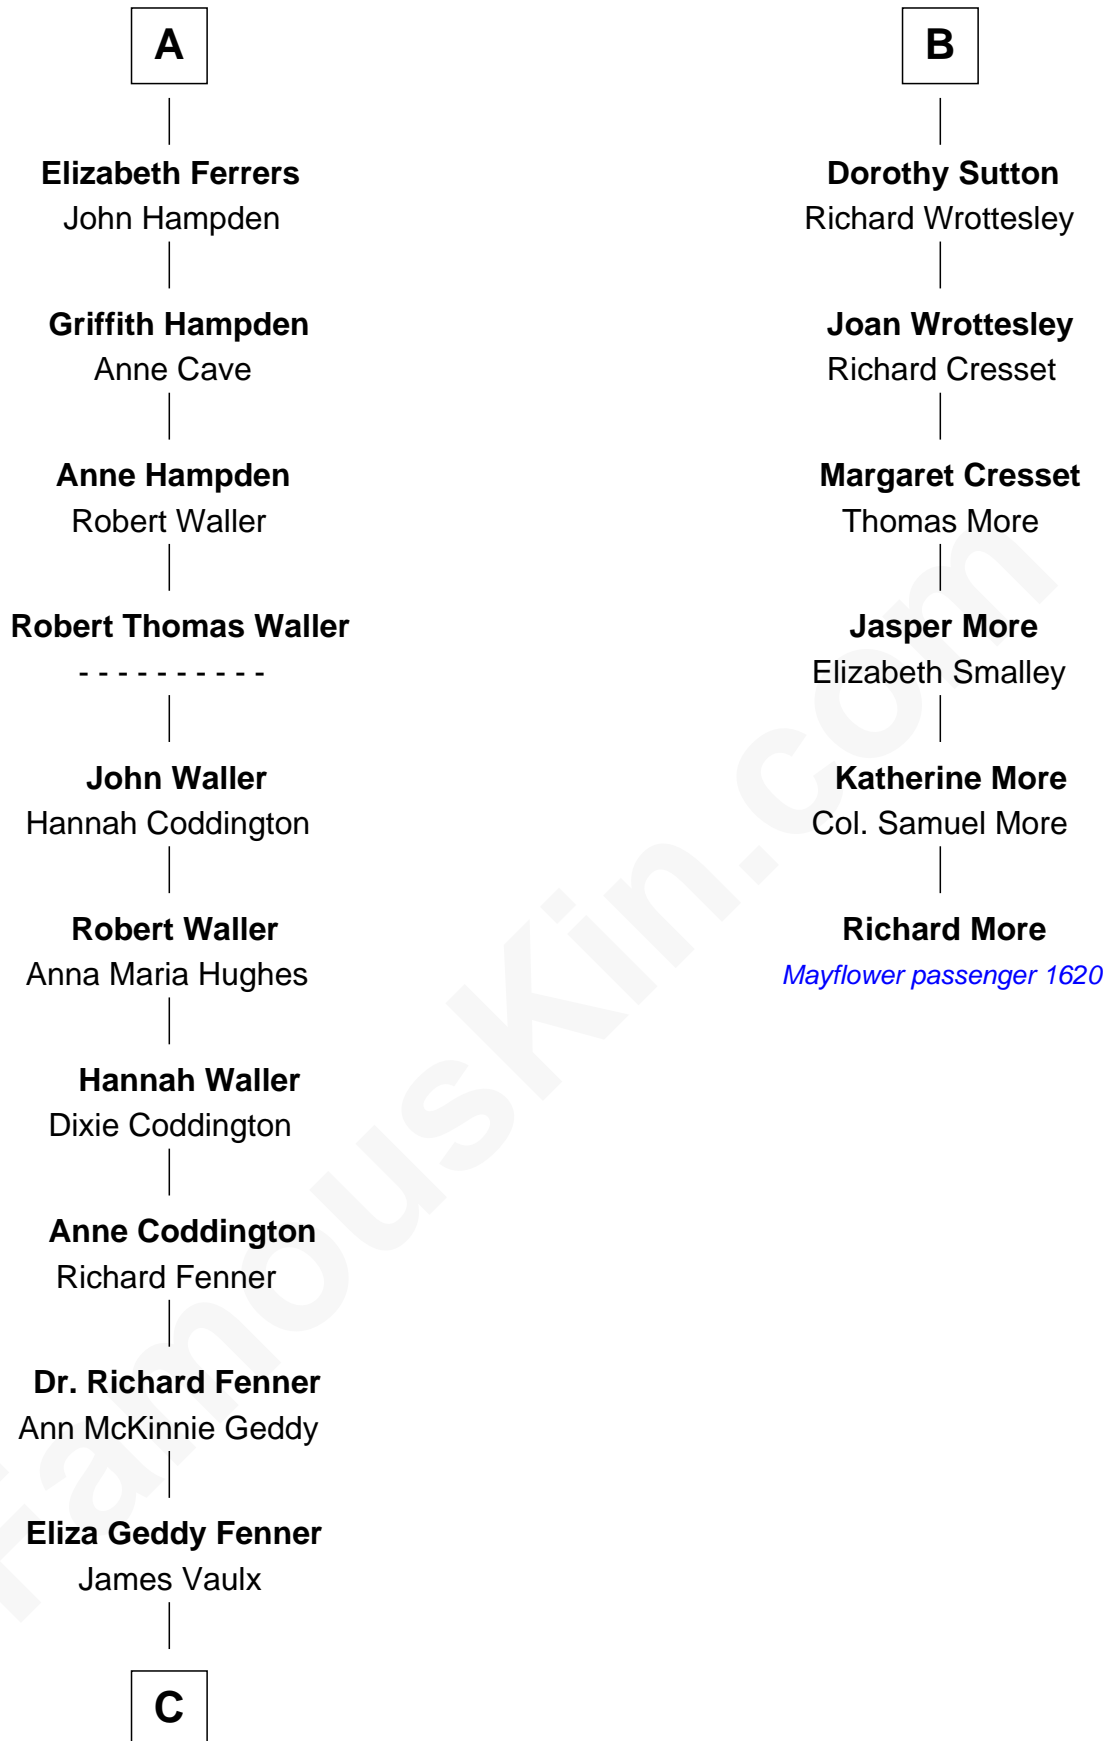 A
Elizabeth Ferrers
John Hampden
Griffith Hampden
Anne Cave
Anne Hampden
Robert Waller
Robert Thomas Waller
- - - - - - - - - -
John Waller
Hannah Coddington
Robert Waller
Anna Maria Hughes
Hannah Waller
Dixie Coddington
Anne Coddington
Richard Fenner
Dr. Richard Fenner
Ann McKinnie Geddy
Eliza Geddy Fenner
James Vaulx
C
B
Dorothy Sutton
Richard Wrottesley
Joan Wrottesley
Richard Cresset
Margaret Cresset
Thomas More
Jasper More
Elizabeth Smalley
Katherine More
Col. Samuel More
Richard More
Mayflower passenger 1620
FamousKin.com